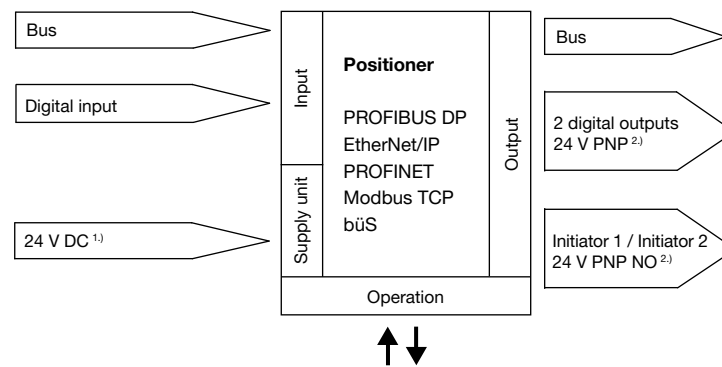 Bus
Digital input
24 V DC 1.)
Input
Supply unit
Positioner
PROFIBUS DP
EtherNet/IP
PROFINET
Modbus TCP
büS
Output
Operation
Bus
2 digital outputs
24 V PNP 2.)
Initiator 1 / Initiator 2
24 V PNP NO 2.)